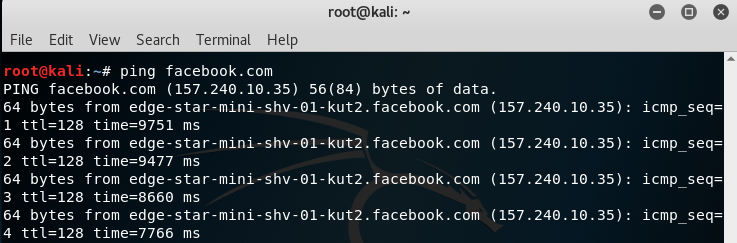 root@kali: ~
File Edit View Search Terminal Help
root@kali:~# ping facebook.com
PING facebook.com (157.240.10.35) 56(84) bytes of data.
64 bytes from edge-star-mini-shv-01-kut2.facebook.com (157.240.10.35): icmp_seq=
1 ttl=128 time=9751 ms
64 bytes from edge-star-mini-shv-01-kut2.facebook.com (157.240.10.35): icmp_seq=
2 ttl=128 time=9477 ms
64 bytes from edge-star-mini-shv-01-kut2.facebook.com (157.240.10.35): icmp_seq=
3 ttl=128 time=8660 ms
64 bytes from edge-star-mini-shv-01-kut2.facebook.com (157.240.10.35): icmp_seq=
4 ttl=128 time=7766 ms